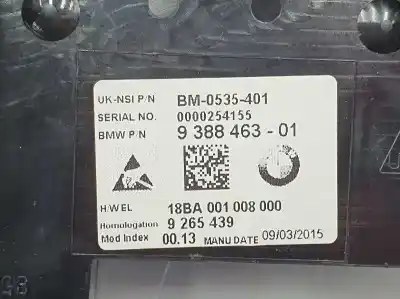 UK-NSI P/N BM-0535-401
SERIAL NO. 0000254155
BMW P/N 9 388 463 - 01
H/W EL 18BA 001 008 000
Homologation 9 265 439
Mod Index 00.13 MANU DATE 09/03/2015